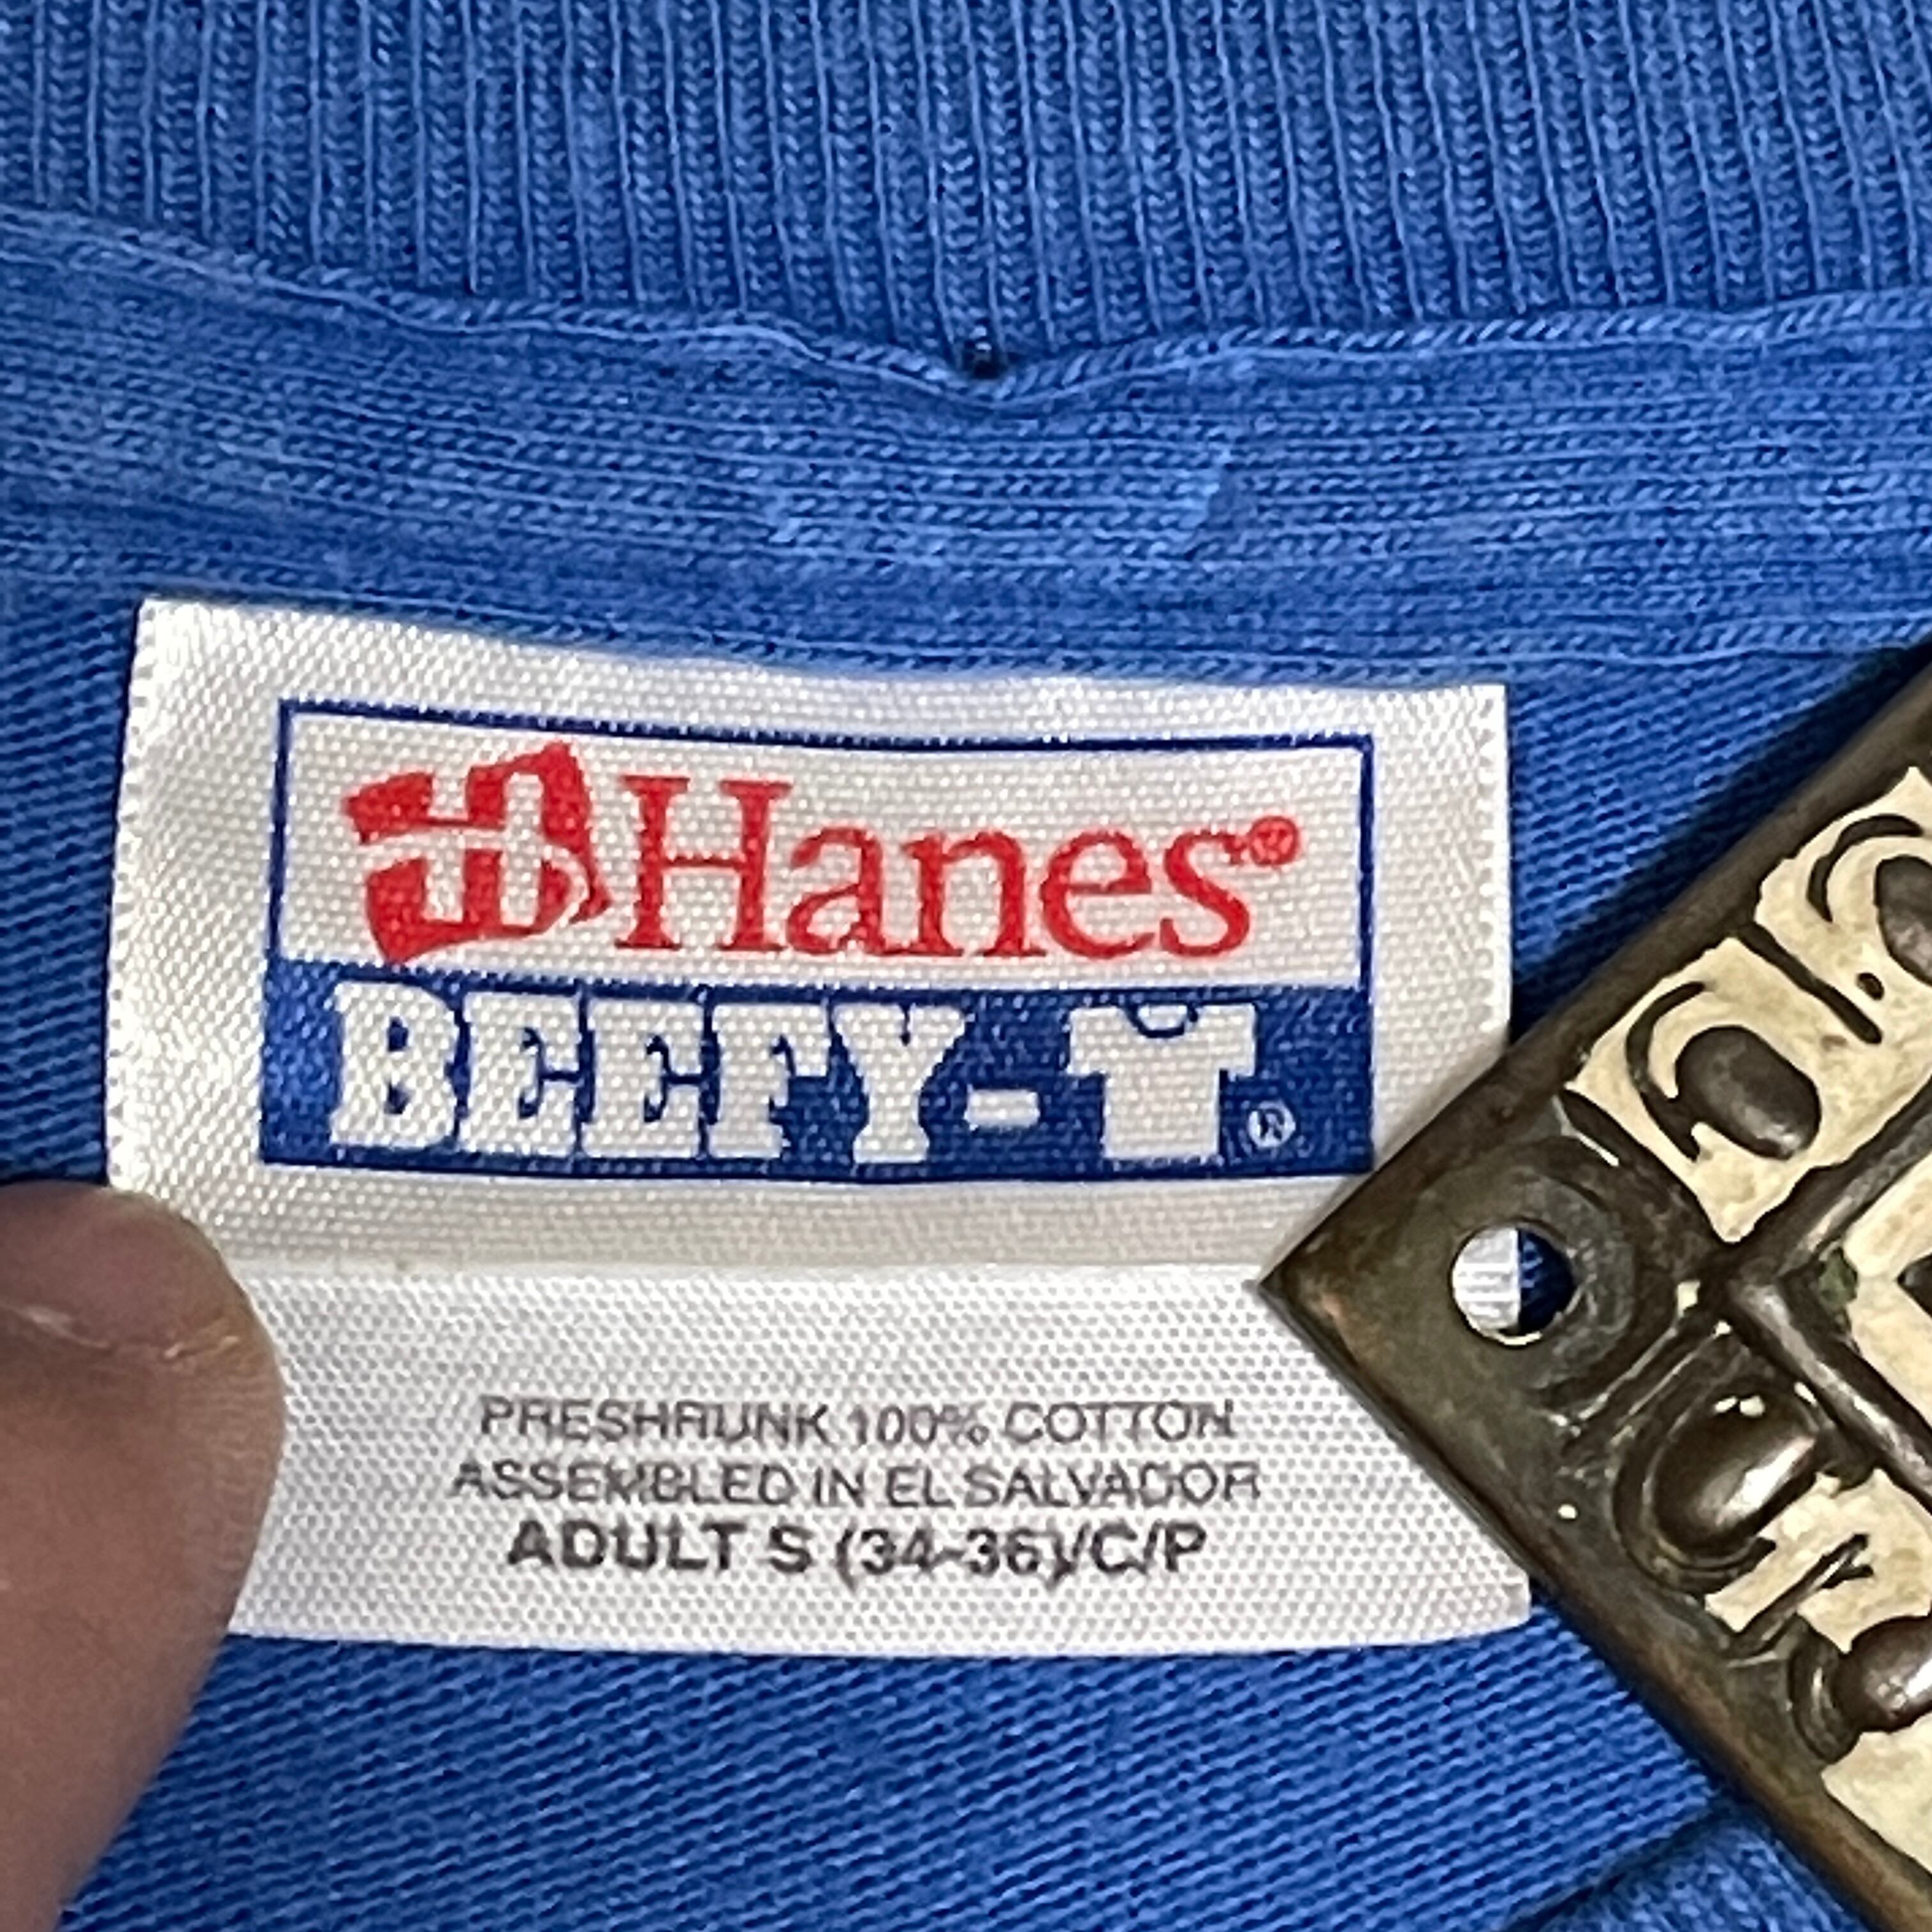 Hanes®
BEEFY-T®
PRESHRUNK 100% COTTON
ASSEMBLED IN EL SALVADOR
ADULT S (34-36)/C/P